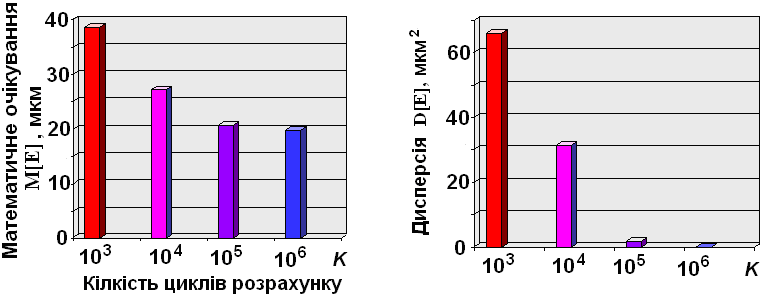 Математичне очікування
M[E] , мкм
40
30
20
10
0
10³
10⁴
10⁵
10⁶
K
Кілкість циклів розрахунку
Дисперсія D[E], мкм²
60
40
20
0
10³
10⁴
10⁵
10⁶
K